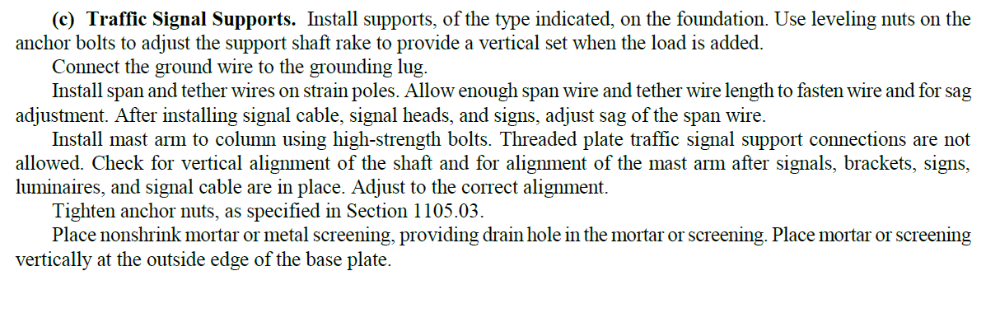 (c) Traffic Signal Supports. Install supports, of the type indicated, on the foundation. Use leveling nuts on the
anchor bolts to adjust the support shaft rake to provide a vertical set when the load is added.
Connect the ground wire to the grounding lug.
Install span and tether wires on strain poles. Allow enough span wire and tether wire length to fasten wire and for sag
adjustment. After installing signal cable, signal heads, and signs, adjust sag of the span wire.
Install mast arm to column using high-strength bolts. Threaded plate traffic signal support connections are not
allowed. Check for vertical alignment of the shaft and for alignment of the mast arm after signals, brackets, signs,
luminaires, and signal cable are in place. Adjust to the correct alignment.
Tighten anchor nuts, as specified in Section 1105.03.
Place nonshrink mortar or metal screening, providing drain hole in the mortar or screening. Place mortar or screening
vertically at the outside edge of the base plate.